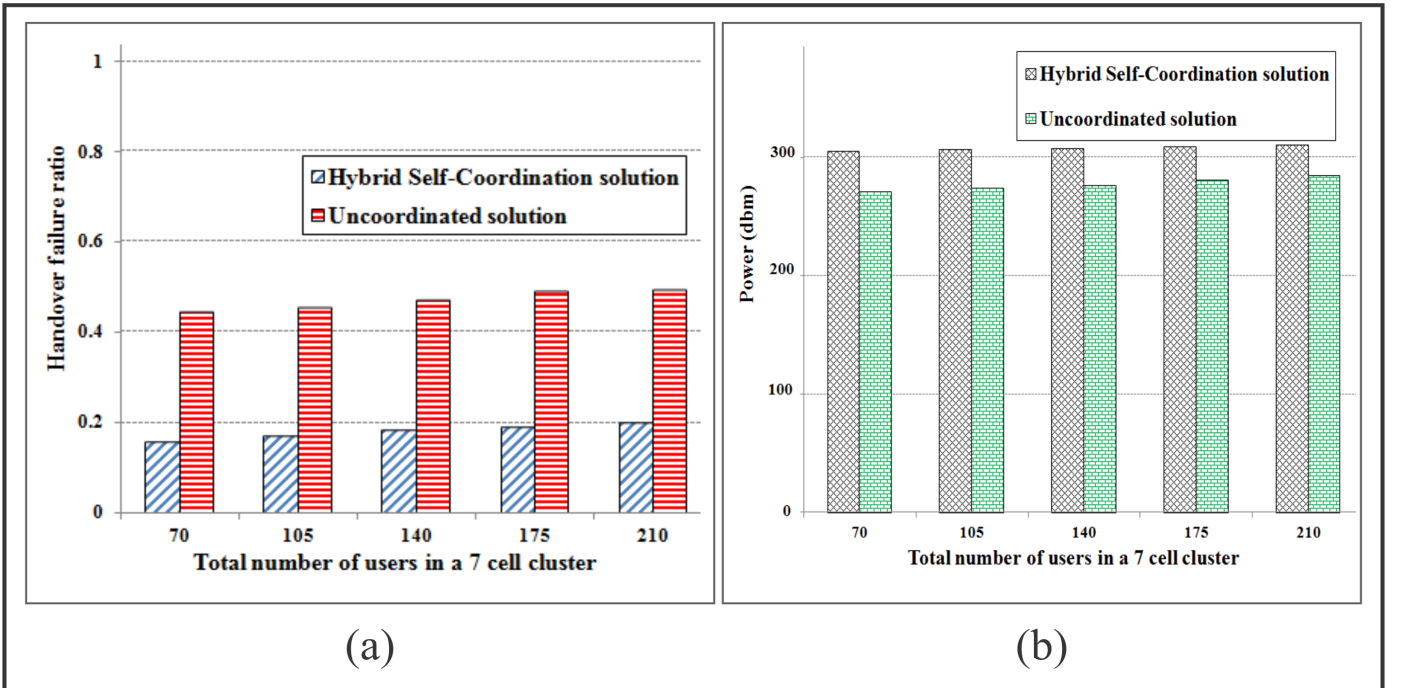 1
0.8
0.6
0.4
0.2
0
Handover failure ratio
Hybrid Self-Coordination solution
Uncoordinated solution
70 105 140 175 210
Total number of users in a 7 cell cluster
(a)
Hybrid Self-Coordination solution
Uncoordinated solution
300
200
100
0
Power (dbm)
70 105 140 175 210
Total number of users in a 7 cell cluster
(b)